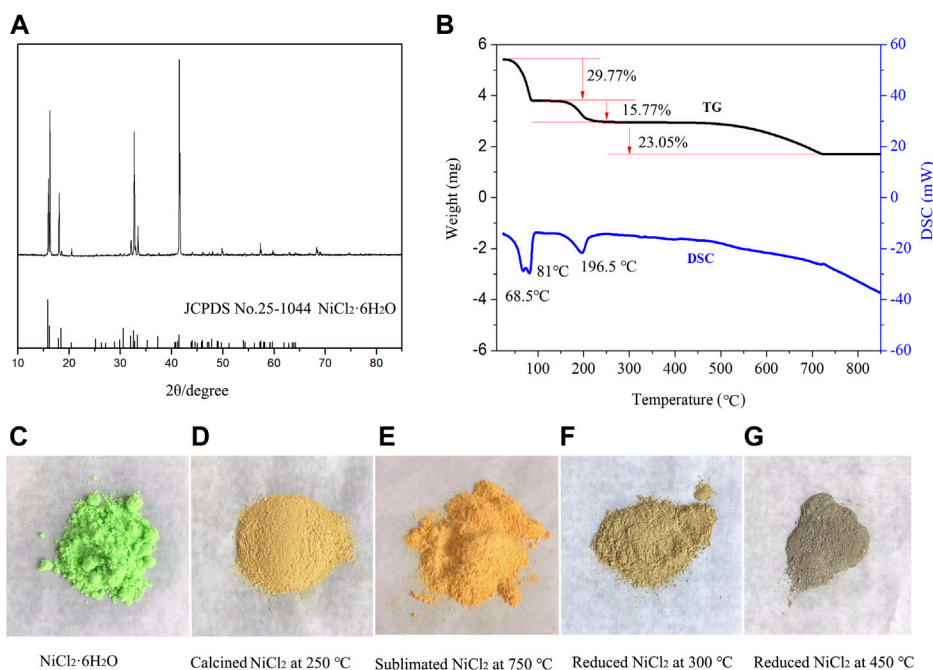 A
JCPDS No.25-1044 NiCl₂·6H₂O
10 20 30 40 50 60 70 80
2θ/degree
B
6
4
2
0
-2
-4
-6
Weight (mg)
29.77%
15.77%
TG
23.05%
81℃
196.5 ℃
DSC
68.5℃
60
40
20
0
-20
-40
-60
DSC (mW)
100 200 300 400 500 600 700 800
Temperature (℃)
C
D
E
F
G
NiCl₂·6H₂O
Calcined NiCl₂ at 250 ℃
Sublimated NiCl₂ at 750 ℃
Reduced NiCl₂ at 300 ℃
Reduced NiCl₂ at 450 ℃